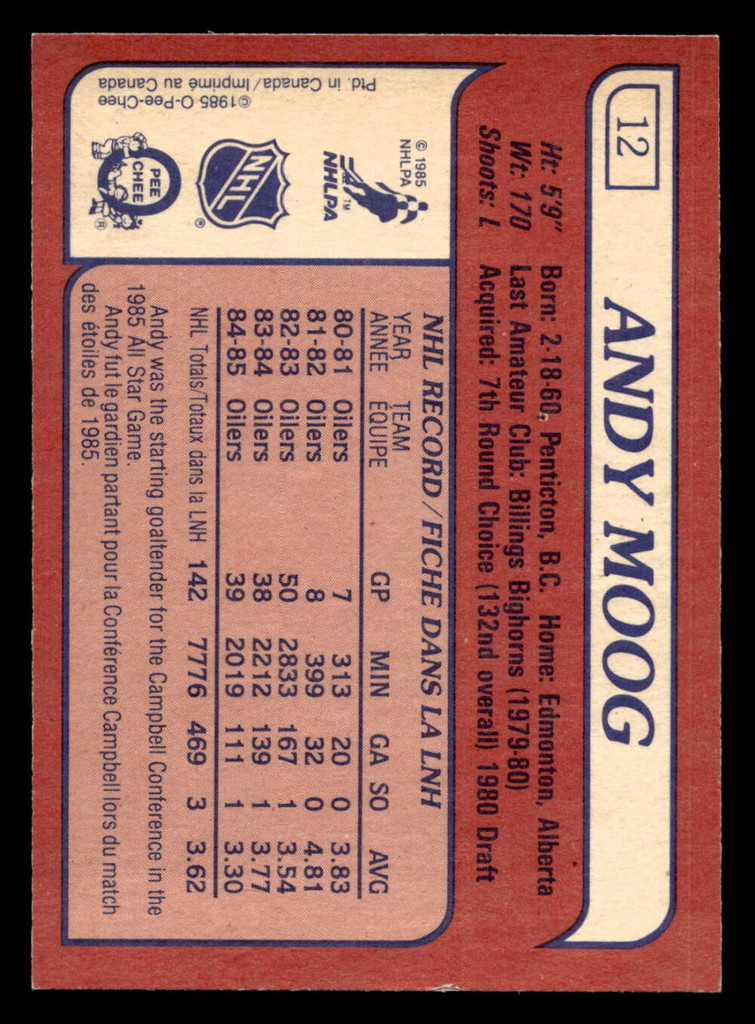 12
ANDY MOOG
Ht: 5'9" Born: 2-18-60, Penticton, B.C. Home: Edmonton, Alberta
Wt: 170 Last Amateur Club: Billings Bighorns (1979-80)
Shoots: L Acquired: 7th Round Choice (132nd overall) 1980 Draft
© 1985
NHLPA
TM
NHLPA
NHL
®
O
PEE
CHEE
®
©1985 O-Pee-Chee
Ptd. in Canada/Imprimé au Canada
NHL RECORD/FICHE DANS LA LNH
YEAR TEAM
ANNÉE ÉQUIPE GP MIN GA SO AVG
80-81 Oilers 7 313 20 0 3.83
81-82 Oilers 8 399 32 0 4.81
82-83 Oilers 50 2833 167 1 3.54
83-84 Oilers 38 2212 139 1 3.77
84-85 Oilers 39 2019 111 1 3.30
NHL Totals/Totaux dans la LNH 142 7776 469 3 3.62
Andy was the starting goaltender for the Campbell Conference in the
1985 All Star Game.
Andy fut le gardien partant pour la Conférence Campbell lors du match
des étoiles de 1985.